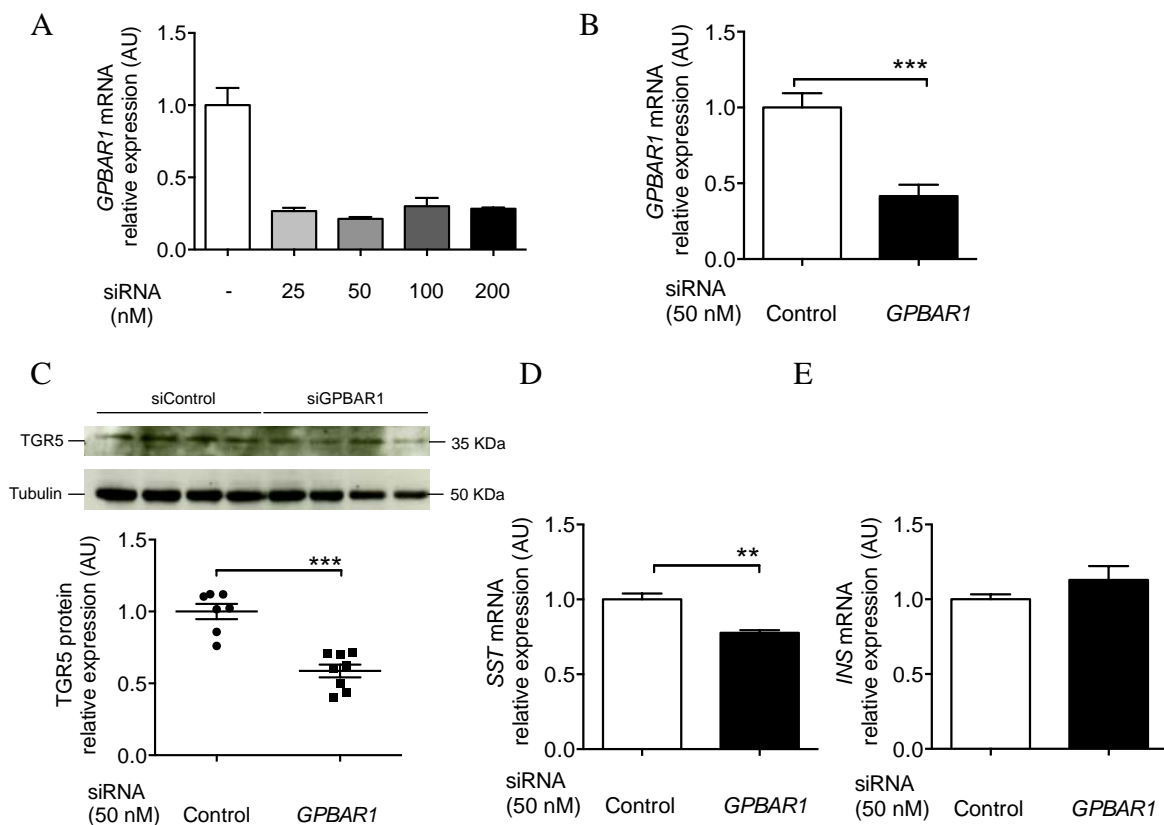 A
GPBAR1 mRNA
relative expression (AU)
1.5
1.0
0.5
0.0
siRNA
(nM)
- 25 50 100 200
B
GPBAR1 mRNA
relative expression (AU)
1.5
1.0
0.5
0.0
***
siRNA
(50 nM)
Control GPBAR1
C
siControl siGPBAR1
TGR5 35 KDa
Tubulin 50 KDa
TGR5 protein
relative expression (AU)
1.5
1.0
0.5
0.0
***
siRNA
(50 nM)
Control GPBAR1
D
SST mRNA
relative expression (AU)
1.5
1.0
0.5
0.0
**
siRNA
(50 nM)
Control GPBAR1
E
INS mRNA
relative expression (AU)
1.5
1.0
0.5
0.0
siRNA
(50 nM)
Control GPBAR1